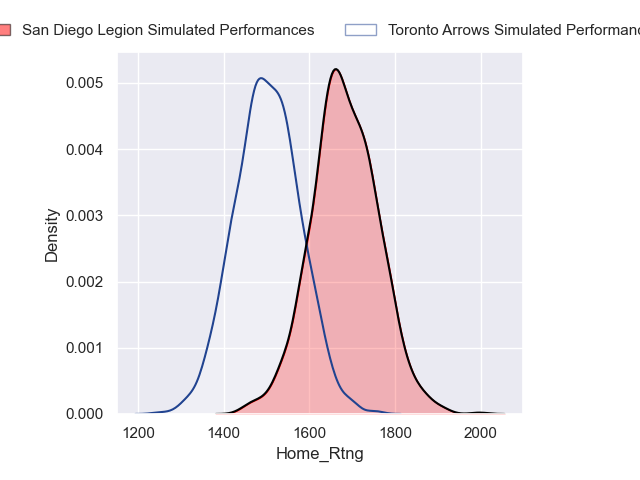 San Diego Legion Simulated Performances Toronto Arrows Simulated
0.005
0.004
0.003
0.002
0.001
0.000
Density
1200 1400 1600 1800 2000
Home_Rtng